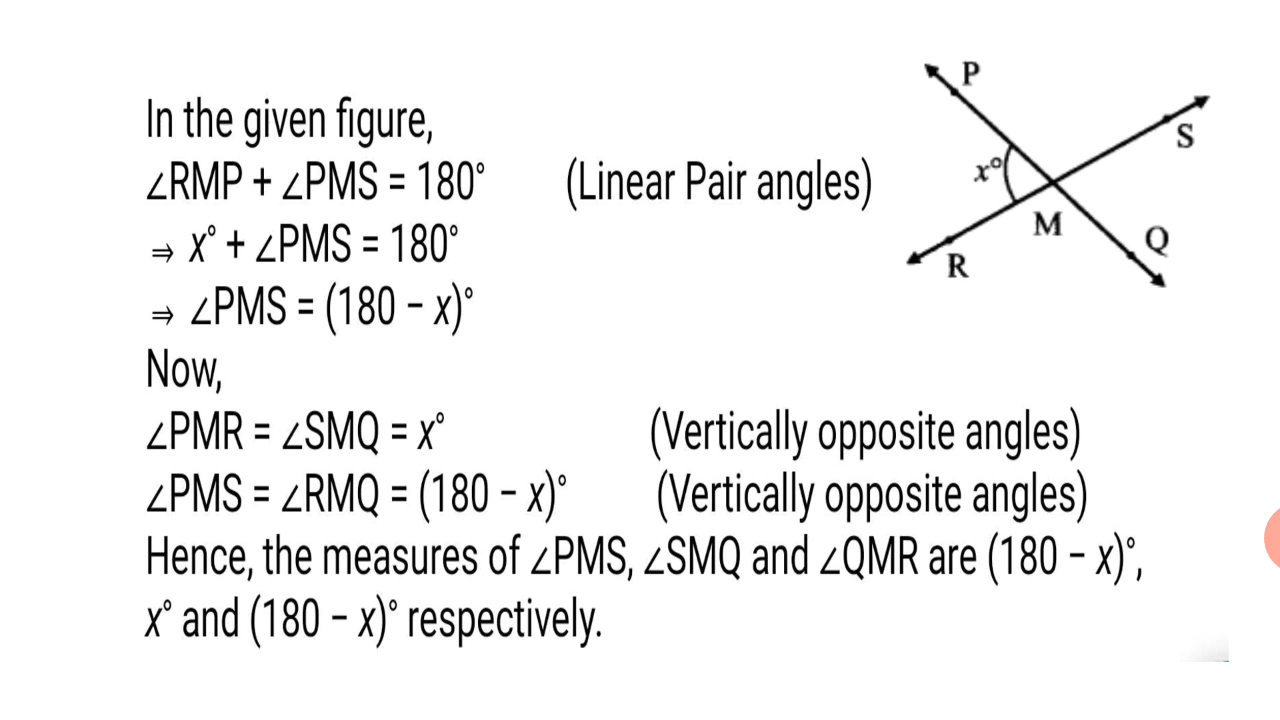 In the given figure,
∠RMP + ∠PMS = 180° (Linear Pair angles)
⇒ x° + ∠PMS = 180°
⇒ ∠PMS = (180 − x)°
Now,
∠PMR = ∠SMQ = x° (Vertically opposite angles)
∠PMS = ∠RMQ = (180 − x)° (Vertically opposite angles)
Hence, the measures of ∠PMS, ∠SMQ and ∠QMR are (180 − x)°,
x° and (180 − x)° respectively.
P
S
x°
M
Q
R